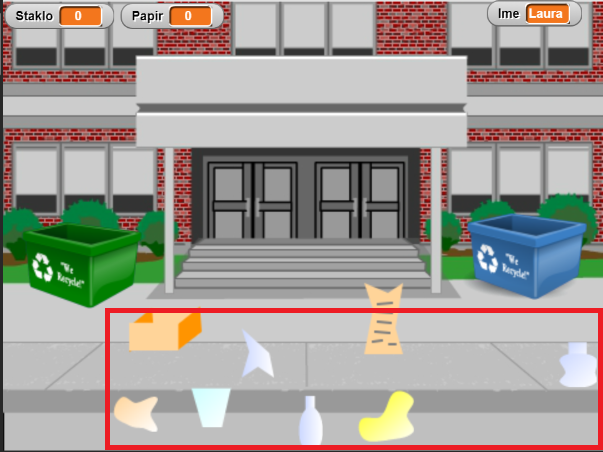 Staklo 0
Papir 0
Ime Laura
"We
Recycle!"
"We
Recycle!"